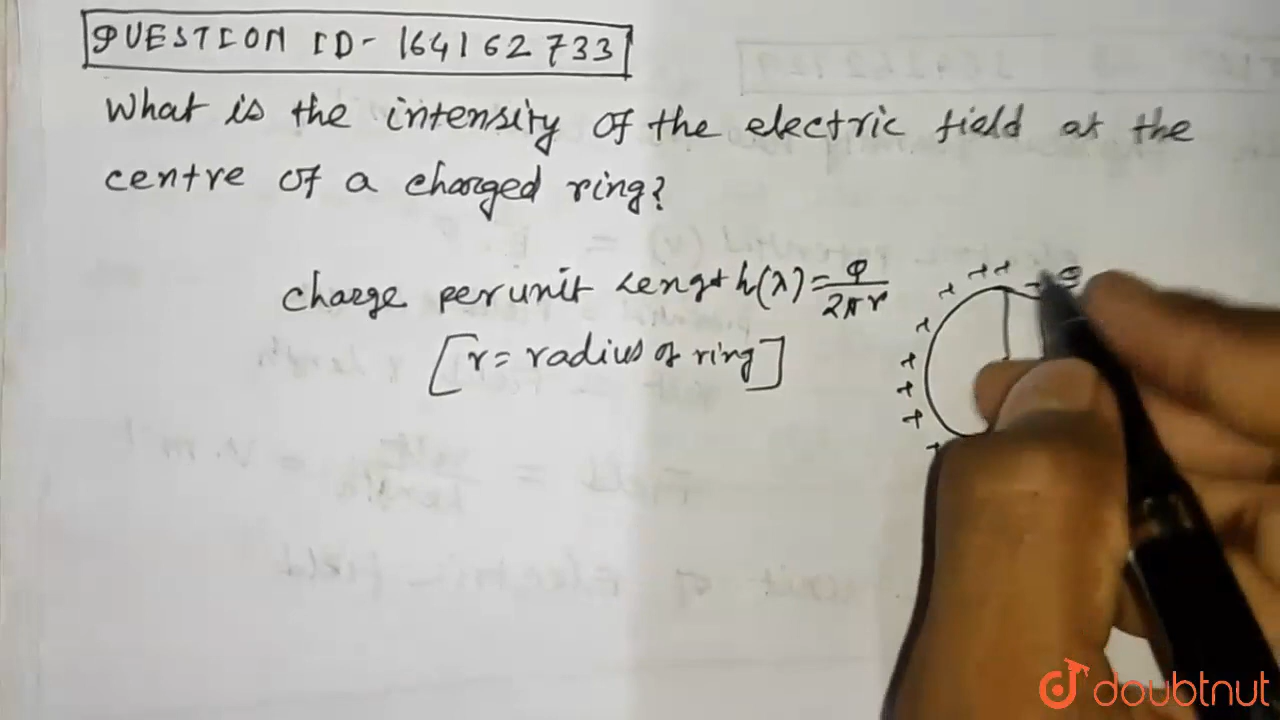 QUESTION ID- 164162733
What is the intensity of the electric field at the
centre of a charged ring?
Charge per unit Length(λ)=φ/2πr
[r= radius of ring]
doubtnut